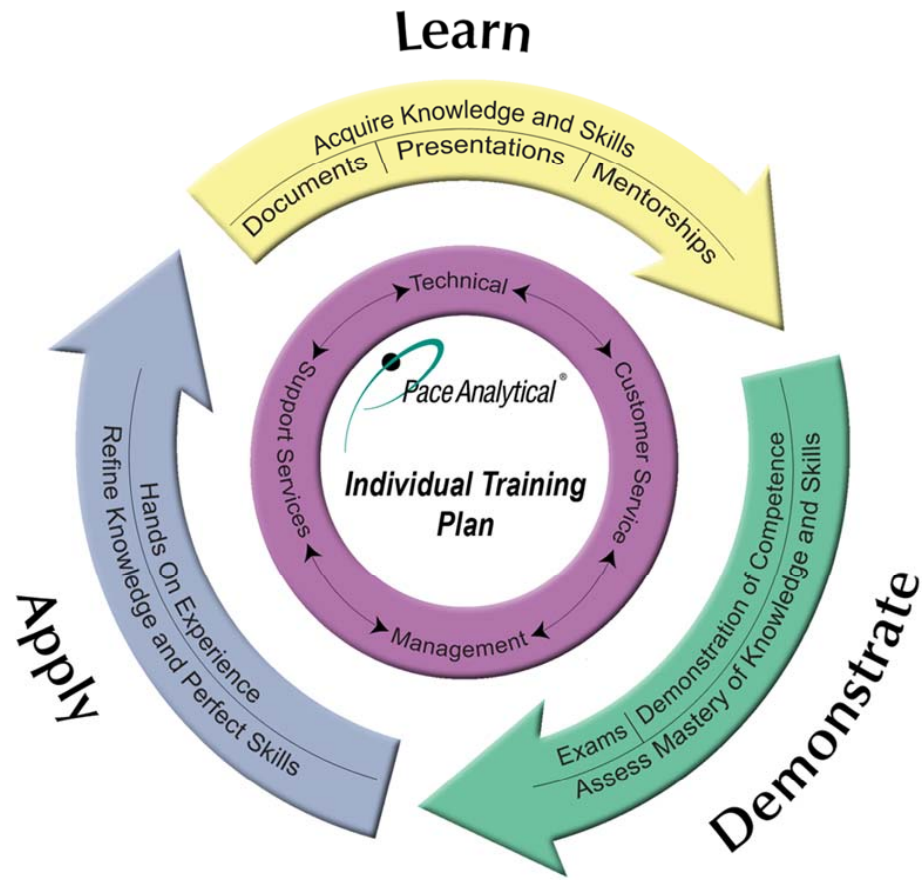 Learn
Acquire Knowledge and Skills
Documents | Presentations | Mentorships
Technical
Customer Service
Management
Support Services
Pace Analytical®
Individual Training
Plan
Demonstrate
Exams | Demonstration of Competence
Assess Mastery of Knowledge and Skills
Apply
Hands On Experience
Refine Knowledge and Perfect Skills